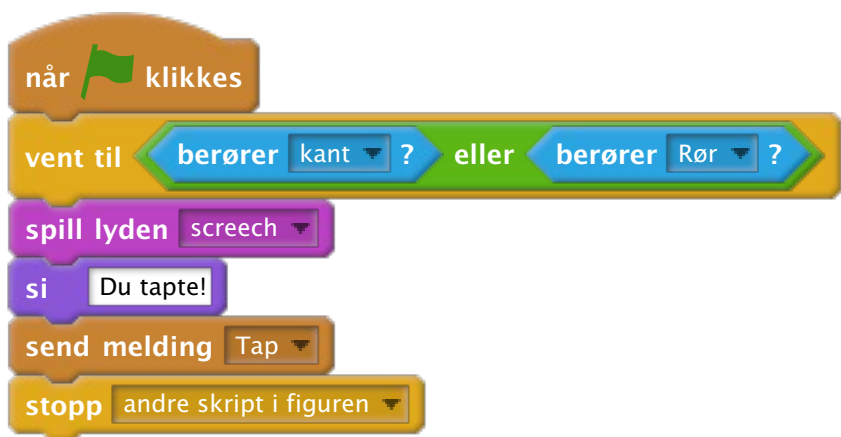 når klikkes
vent til berører kant ? eller berører Rør ?
spill lyden screech
si Du tapte!
send melding Tap
stopp andre skript i figuren